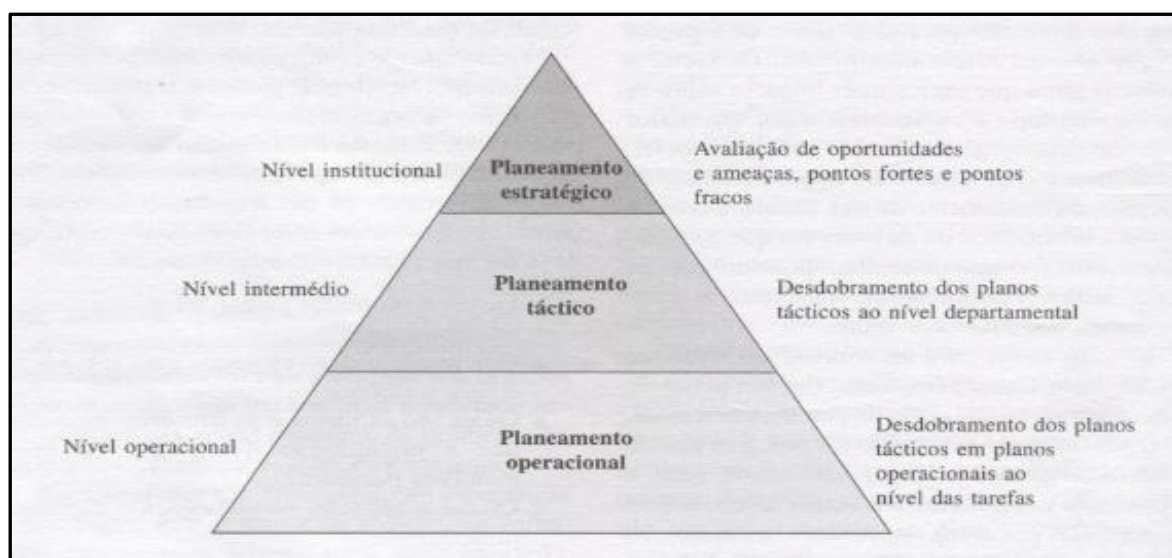 Nível institucional
Planeamento
estratégico
Avaliação de oportunidades
e ameaças, pontos fortes e pontos
fracos
Nível intermédio
Planeamento
táctico
Desdobramento dos planos
tácticos ao nível departamental
Nível operacional
Planeamento
operacional
Desdobramento dos planos
tácticos em planos
operacionais ao
nível das tarefas